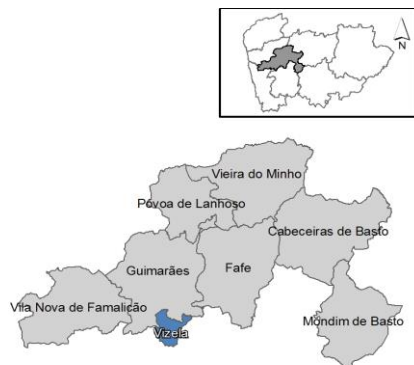 N
Vieira do Minho
Póvoa de Lanhoso
Cabeceiras de Basto
Guimarães
Fafe
Vila Nova de Famalicão
Mondim de Basto
Vizela